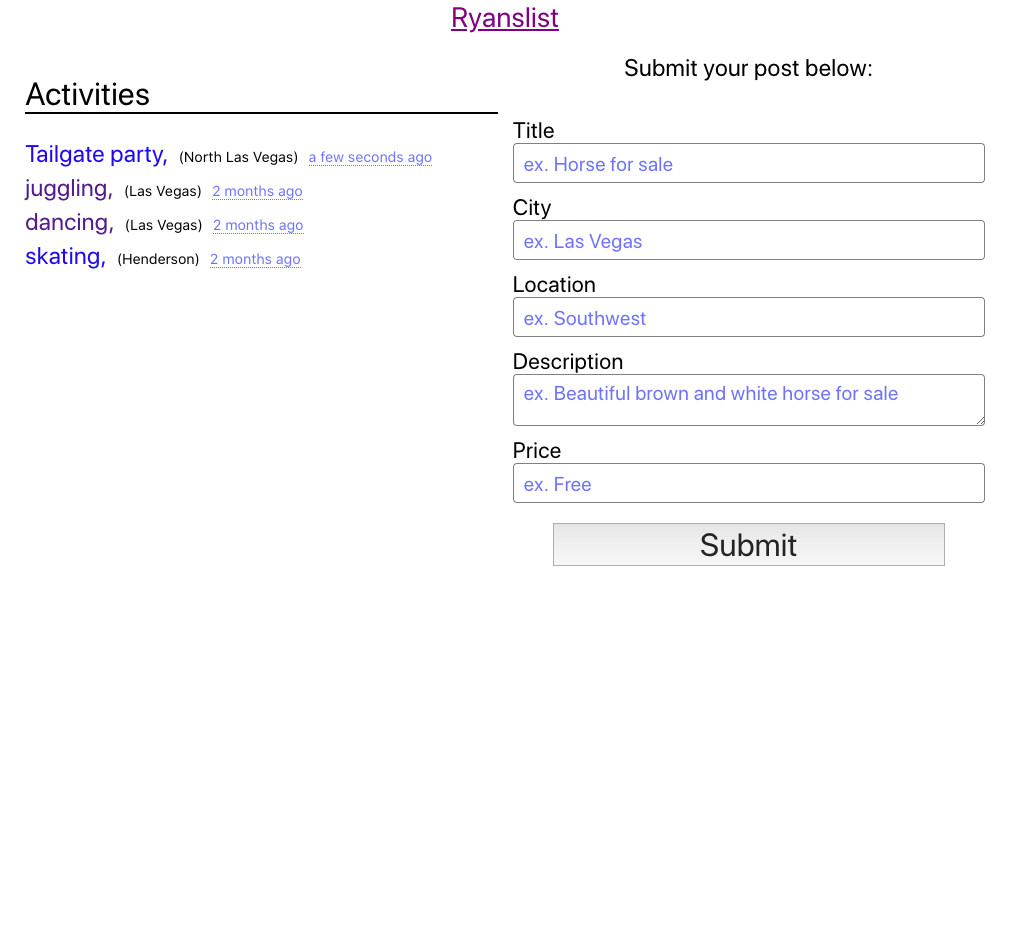 Ryanslist
Activities
Tailgate party, (North Las Vegas) a few seconds ago
juggling, (Las Vegas) 2 months ago
dancing, (Las Vegas) 2 months ago
skating, (Henderson) 2 months ago
Submit your post below:
Title
ex. Horse for sale
City
ex. Las Vegas
Location
ex. Southwest
Description
ex. Beautiful brown and white horse for sale
Price
ex. Free
Submit